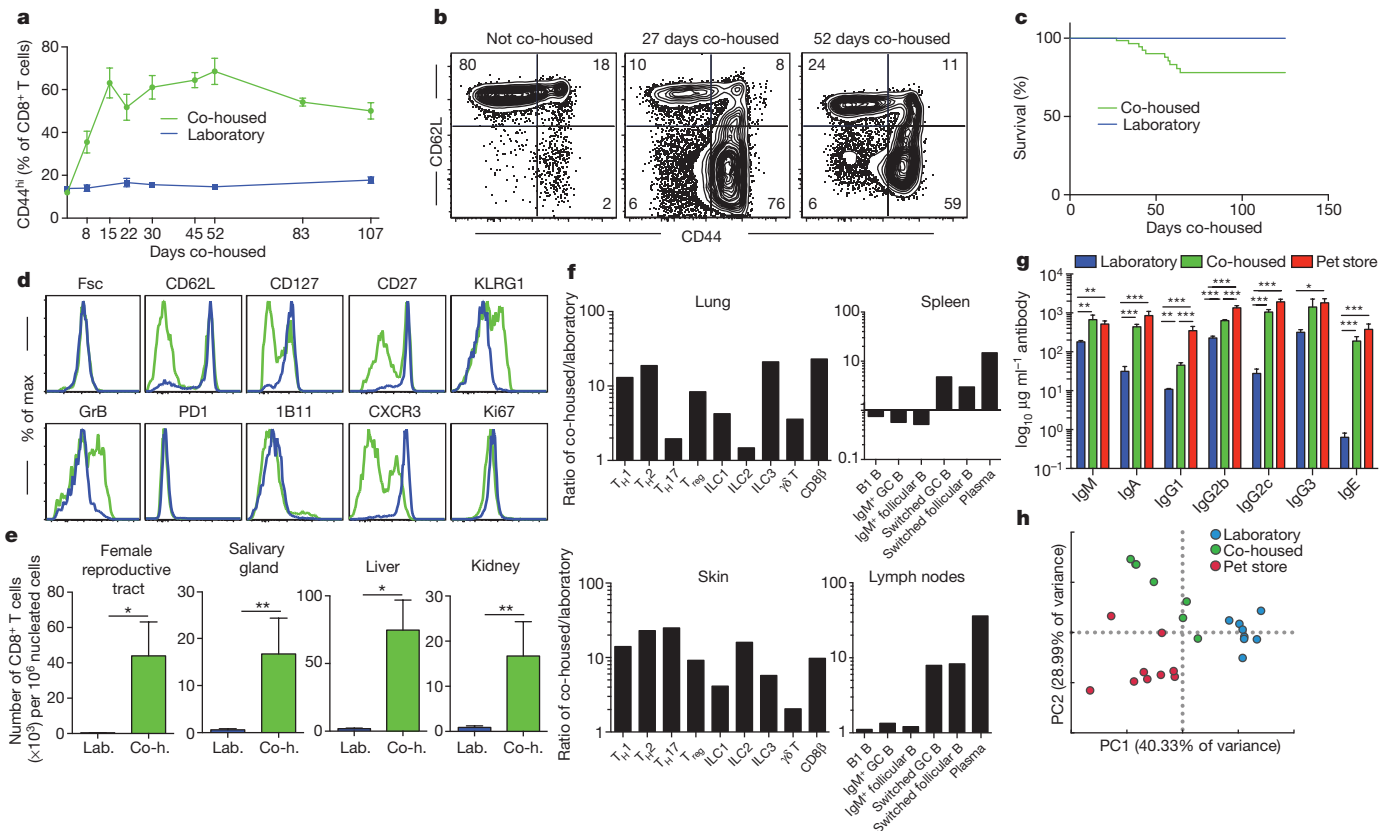 a
CD44hi (% of CD8+ T cells)
80
60
40
20
0
Co-housed
Laboratory
8 15 22 30 45 52 83 107
Days co-housed
b
Not co-housed
27 days co-housed
52 days co-housed
80 18
2
10 8
6 76
24 11
6 59
CD62L
CD44
c
Survival (%)
100
50
0
Co-housed
Laboratory
0 50 100 150
Days co-housed
d
% of max
Fsc CD62L CD127 CD27 KLRG1
GrB PD1 1B11 CXCR3 Ki67
e
Number of CD8+ T cells
(×10³) per 10⁶ nucleated cells
Female
reproductive
tract
80
60
40
20
0
*
Lab. Co-h.
Salivary
gland
30
20
10
0
**
Lab. Co-h.
Liver
100
50
0
*
Lab. Co-h.
Kidney
30
20
10
0
**
Lab. Co-h.
f
Ratio of co-housed/laboratory
Lung
100
10
1
TH1
TH2
TH17
Treg
ILC1
ILC2
ILC3
γδ T
CD8β
Spleen
100
10
0.1
B1 B
IgM+ GC B
IgM+ follicular B
Switched GC B
Switched follicular B
Plasma
Ratio of co-housed/laboratory
Skin
100
10
1
TH1
TH2
TH17
Treg
ILC1
ILC2
ILC3
γδ T
CD8β
Lymph nodes
100
10
1
B1 B
IgM+ GC B
IgM+ follicular B
Switched GC B
Switched follicular B
Plasma
g
Laboratory Co-housed Pet store
log₁₀ μg ml⁻¹ antibody
10⁴
10³
10²
10¹
10⁰
10⁻¹
**
**
***
***
***
** ***
***
*** ***
***
***
*
***
***
IgM
IgA
IgG1
IgG2b
IgG2c
IgG3
IgE
h
Laboratory
Co-housed
Pet store
PC2 (28.99% of variance)
PC1 (40.33% of variance)